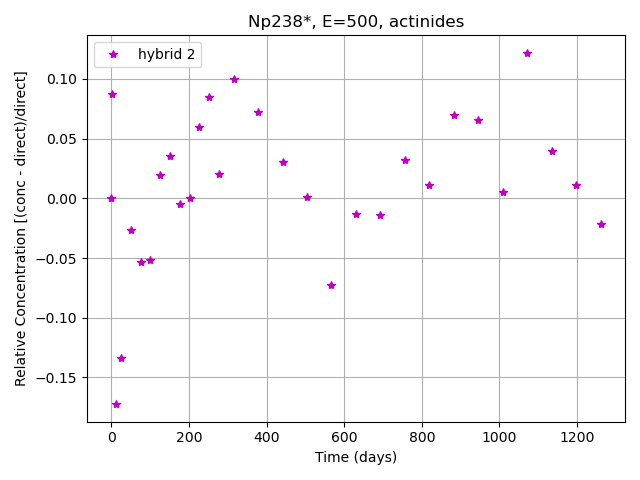 Np238*, E=500, actinides
hybrid 2
Relative Concentration [(conc - direct)/direct]
0.10
0.05
0.00
−0.05
−0.10
−0.15
0 200 400 600 800 1000 1200
Time (days)